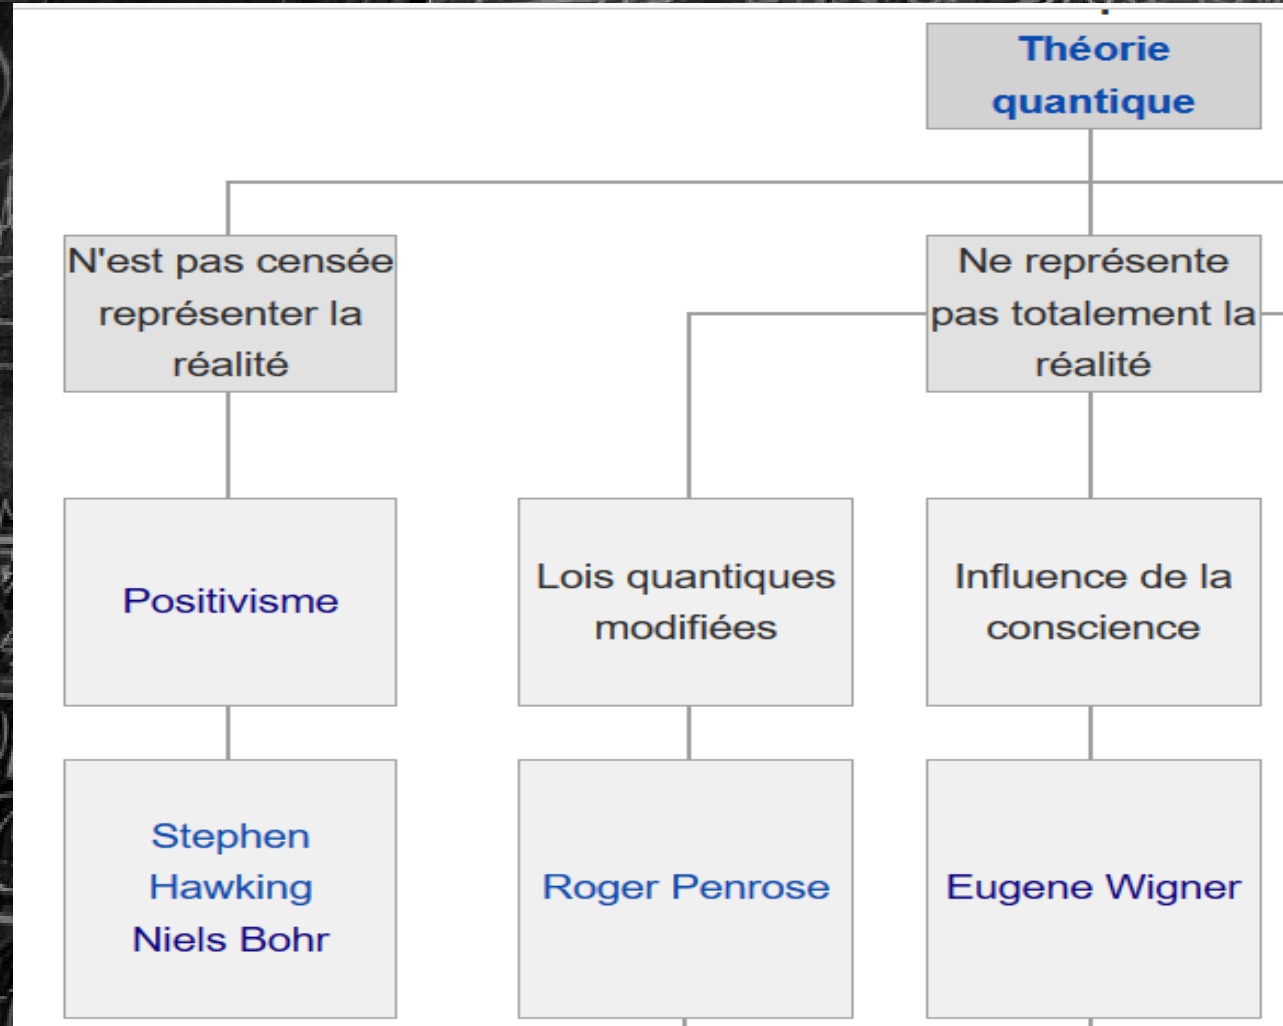 Théorie
quantique
N'est pas censée
représenter la
réalité
Ne représente
pas totalement la
réalité
Positivisme
Lois quantiques
modifiées
Influence de la
conscience
Stephen
Hawking
Niels Bohr
Roger Penrose
Eugene Wigner